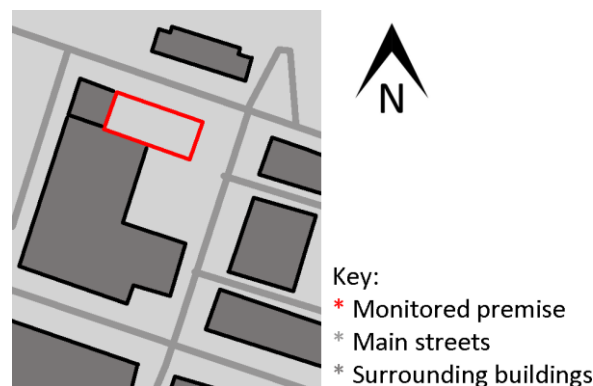 N
Key:
* Monitored premise
* Main streets
* Surrounding buildings